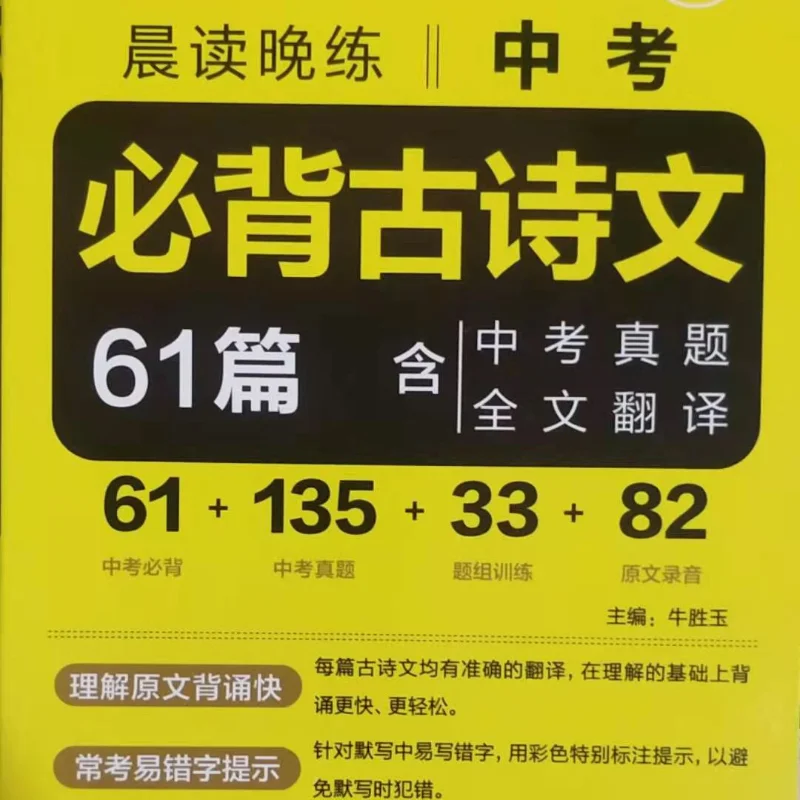 晨读晚练 中考
必背古诗文
61篇 含 中考真题
全文翻译
61 + 135 + 33 + 82
中考必背 中考真题 题组训练 原文录音
主编：牛胜玉
理解原文背诵快
每篇古诗文均有准确的翻译，在理解的基础上背
诵更快、更轻松。
常考易错字提示
针对默写中易写错字，用彩色特别标注提示，以避
免默写时犯错。